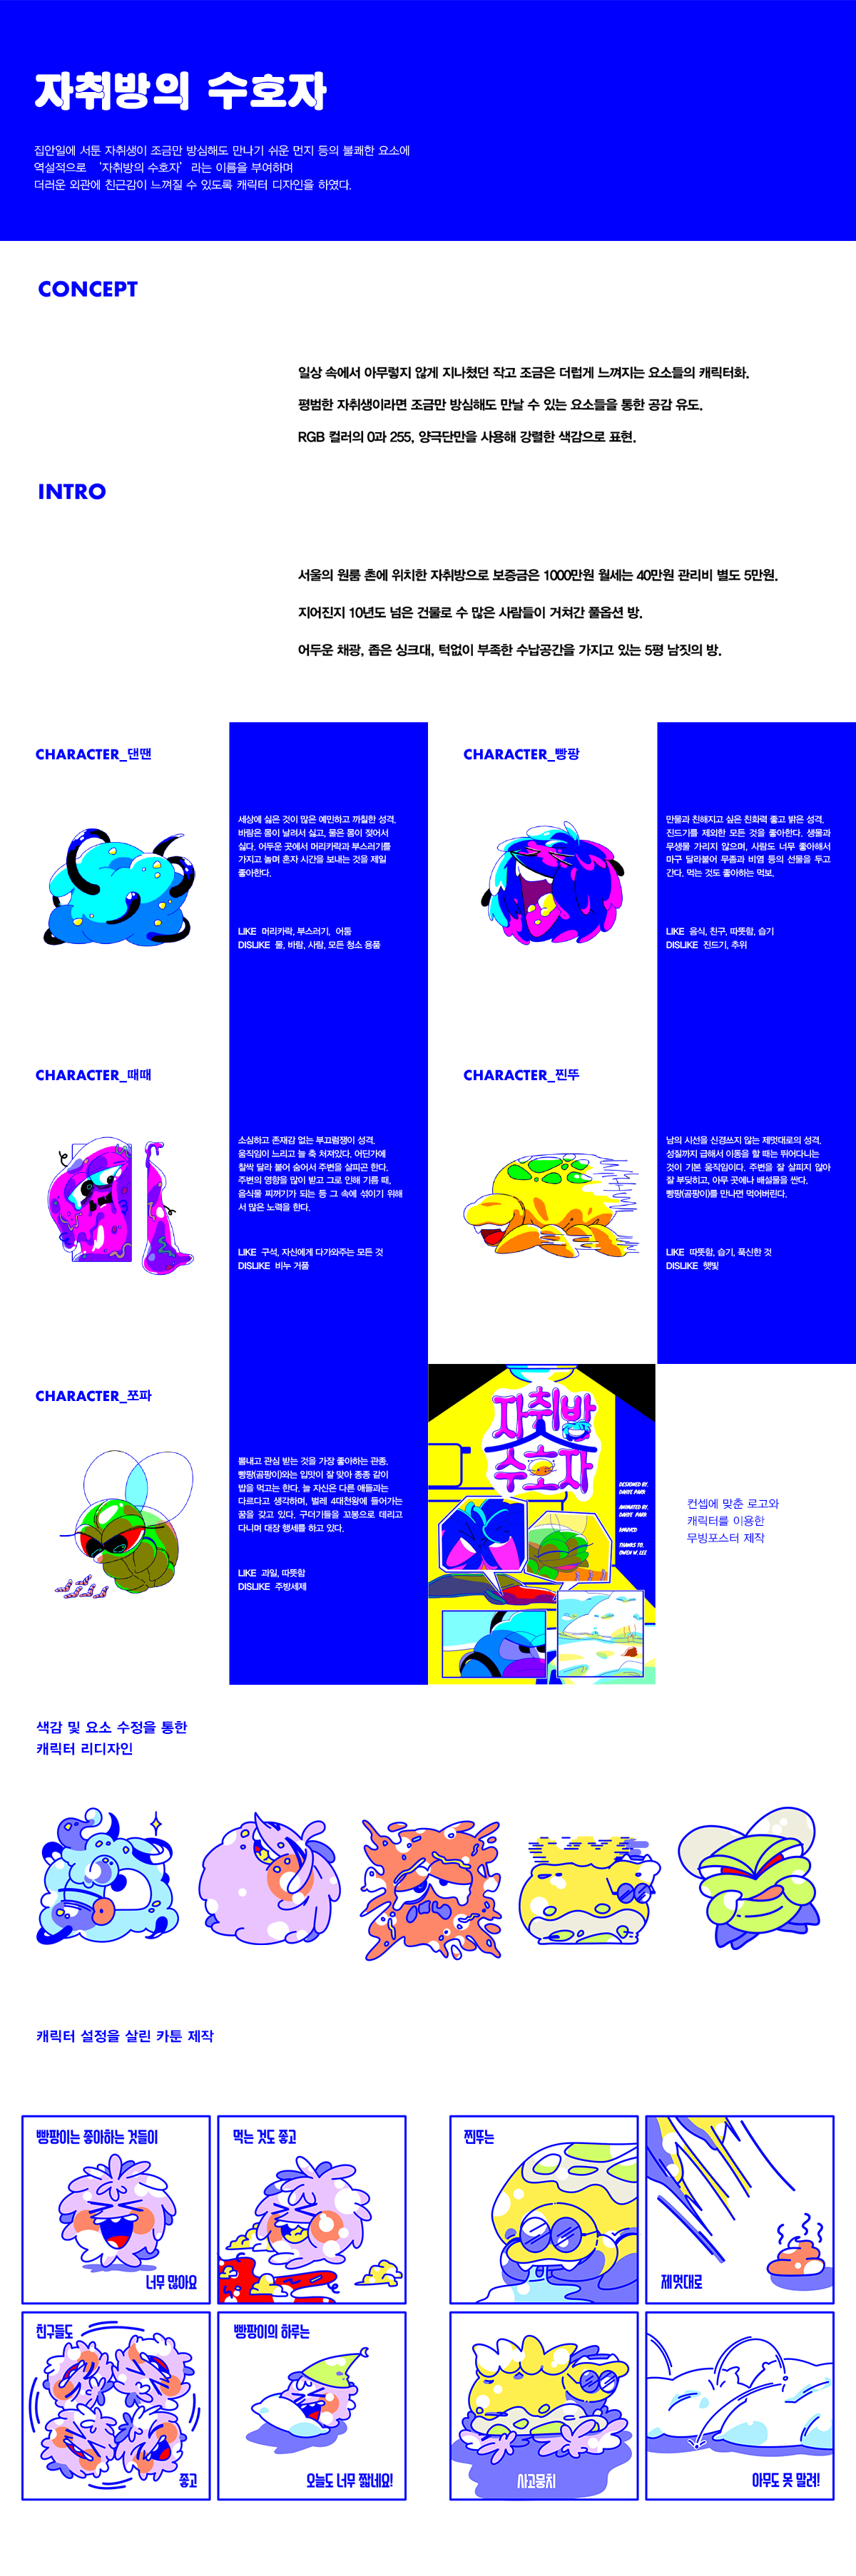 자취방의 수호자
집안일에 서툰 자취생이 조금만 방심해도 만나기 쉬운 먼지 등의 불쾌한 요소에
역설적으로 '자취방의 수호자' 라는 이름을 부여하며
더러운 외관에 친근감이 느껴질 수 있도록 캐릭터 디자인을 하였다.
CONCEPT
일상 속에서 아무렇지 않게 지나쳤던 작고 조금은 더럽게 느껴지는 요소들의 캐릭터화.
평범한 자취생이라면 조금만 방심해도 만날 수 있는 요소들을 통한 공감 유도.
RGB 컬러의 0과 255, 양극단만을 사용해 강렬한 색감으로 표현.
INTRO
서울의 원룸 촌에 위치한 자취방으로 보증금은 1000만원 월세는 40만원 관리비 별도 5만원.
지어진지 10년도 넘은 건물로 수 많은 사람들이 거쳐간 풀옵션 방.
어두운 채광, 좁은 싱크대, 턱없이 부족한 수납공간을 가지고 있는 5평 남짓의 방.
CHARACTER_댄땐
세상에 싫은 것이 많은 예민하고 까칠한 성격.
바람은 몸이 날려서 싫고, 물은 몸이 젖어서
싫다. 어두운 곳에서 머리카락과 부스러기를
가지고 놀며 혼자 시간을 보내는 것을 제일
좋아한다.
LIKE 머리카락, 부스러기, 어둠
DISLIKE 물, 바람, 사람, 모든 청소 용품
CHARACTER_빵팡
만물과 친해지고 싶은 친화력 좋고 밝은 성격.
진드기를 제외한 모든 것을 좋아한다. 생물과
무생물 가리지 않으며, 사람도 너무 좋아해서
마구 달라붙어 무좀과 비염 등의 선물을 두고
간다. 먹는 것도 좋아하는 먹보.
LIKE 음식, 친구, 따뜻함, 습기
DISLIKE 진드기, 추위
CHARACTER_때때
소심하고 존재감 없는 부끄럼쟁이 성격.
움직임이 느리고 늘 축 쳐져있다. 어딘가에
찰싹 달라 붙어 숨어서 주변을 살피곤 한다.
주변의 영향을 많이 받고 그로 인해 기름 때,
음식물 찌꺼기가 되는 등 그 속에 섞이기 위해
서 많은 노력을 한다.
LIKE 구석, 자신에게 다가와주는 모든 것
DISLIKE 비누 거품
CHARACTER_찐뚜
남의 시선을 신경쓰지 않는 제멋대로의 성격.
성질까지 급해서 이동을 할 때는 뛰어다니는
것이 기본 움직임이다. 주변을 잘 살피지 않아
잘 부딪히고, 아무 곳에나 배설물을 싼다.
빵팡(곰팡이)를 만나면 먹어버린다.
LIKE 따뜻함, 습기, 푹신한 것
DISLIKE 햇빛
CHARACTER_쪼파
뽐내고 관심 받는 것을 가장 좋아하는 관종.
빵팡(곰팡이)와는 입맛이 잘 맞아 종종 같이
밥을 먹고는 한다. 늘 자신은 다른 애들과는
다르다고 생각하며, 벌레 4대천왕에 들어가는
꿈을 갖고 있다. 구더기들을 꼬붕으로 데리고
다니며 대장 행세를 하고 있다.
LIKE 과일, 따뜻함
DISLIKE 주방세제
자취방
수호자
DESIGNED BY.
DAHYE PARK
ANIMATED BY.
DAHYE PARK
THANKS TO.
OWEN W. LEE
컨셉에 맞춘 로고와
캐릭터를 이용한
무빙포스터 제작
색감 및 요소 수정을 통한
캐릭터 리디자인
캐릭터 설정을 살린 카툰 제작
빵팡이는 좋아하는 것들이
너무 많아요
먹는 것도 좋고
친구들도
좋고
빵팡이의 하루는
오늘도 너무 짧네요!
찐뚜는
제멋대로
사고뭉치
아무도 못 말려!